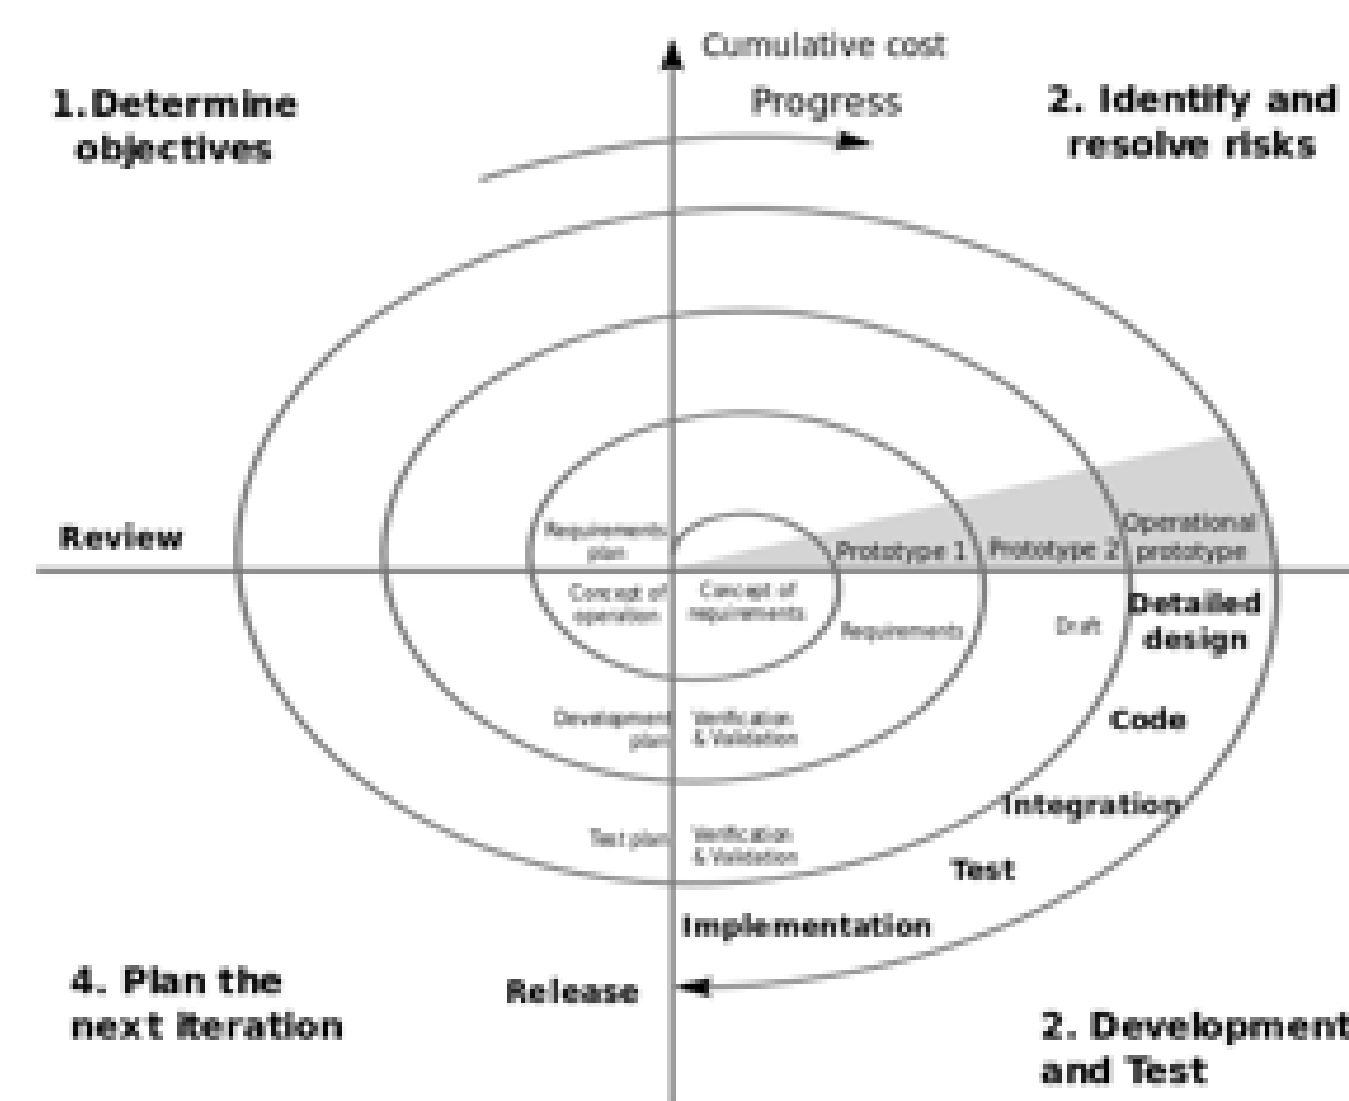 Cumulative cost
Progress
1.Determine
objectives
2. Identify and
resolve risks
Review
Requirements
plan
Concept of
operation
Concept of
requirements
Prototype 1
Prototype 2
Operational
prototype
Requirements
Draft
Detailed
design
Code
Integration
Test
Implementation
Development
plan
Verification
& Validation
Test plan
Verification
& Validation
Release
4. Plan the
next iteration
2. Development
and Test